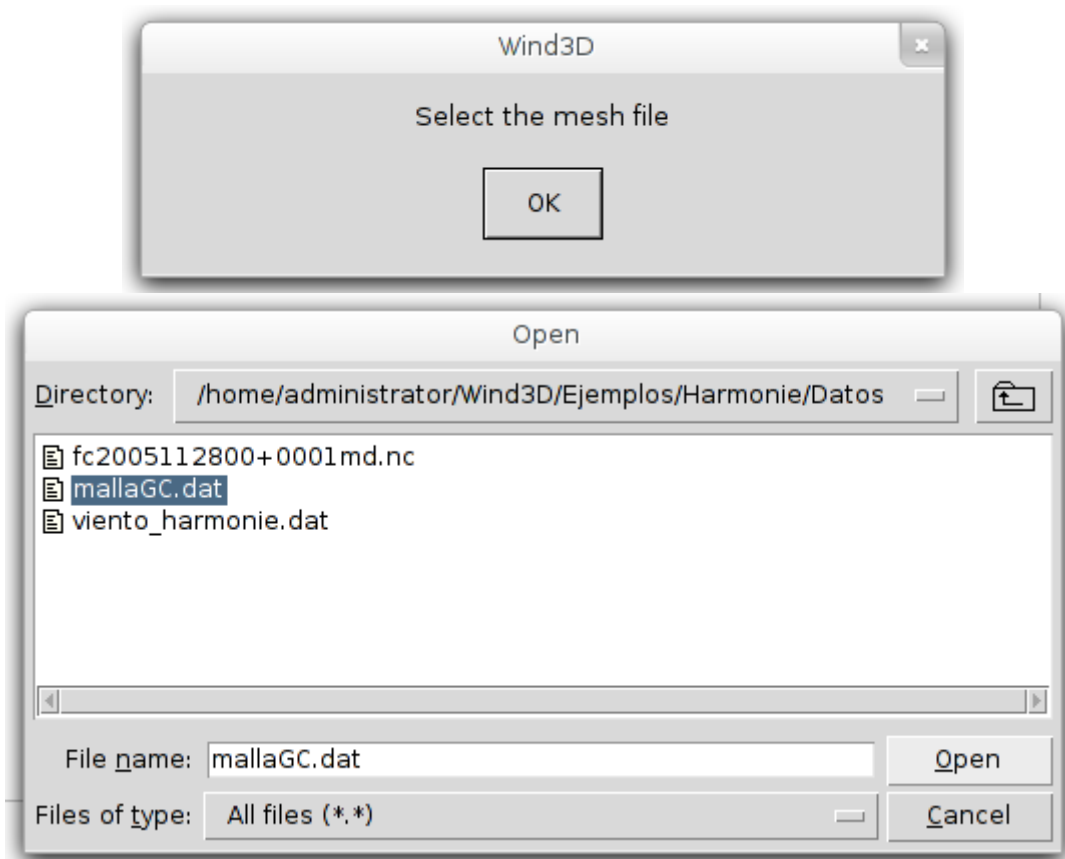 Wind3D
Select the mesh file
OK
Open
Directory: /home/administrator/Wind3D/Ejemplos/Harmonie/Datos
fc2005112800+0001md.nc
mallaGC.dat
viento_harmonie.dat
File name: mallaGC.dat Open
Files of type: All files (*.*) Cancel